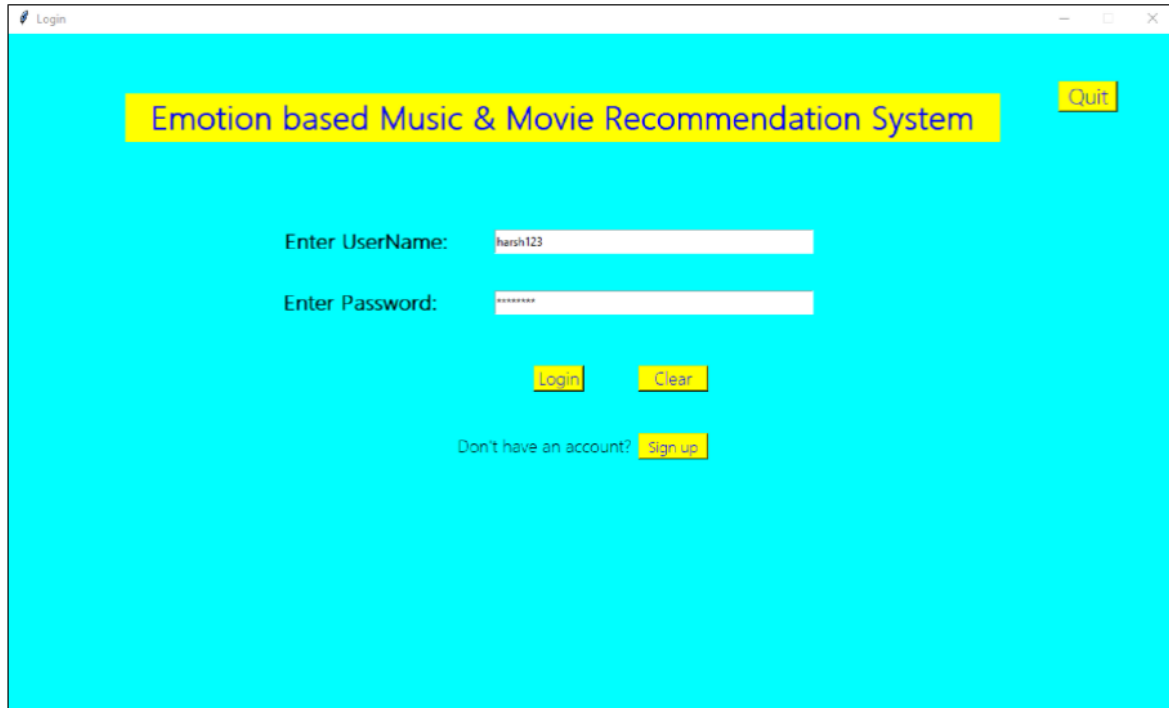 Login
Quit
Emotion based Music & Movie Recommendation System
Enter UserName: harsh123
Enter Password: ********
Login Clear
Don't have an account? Sign up